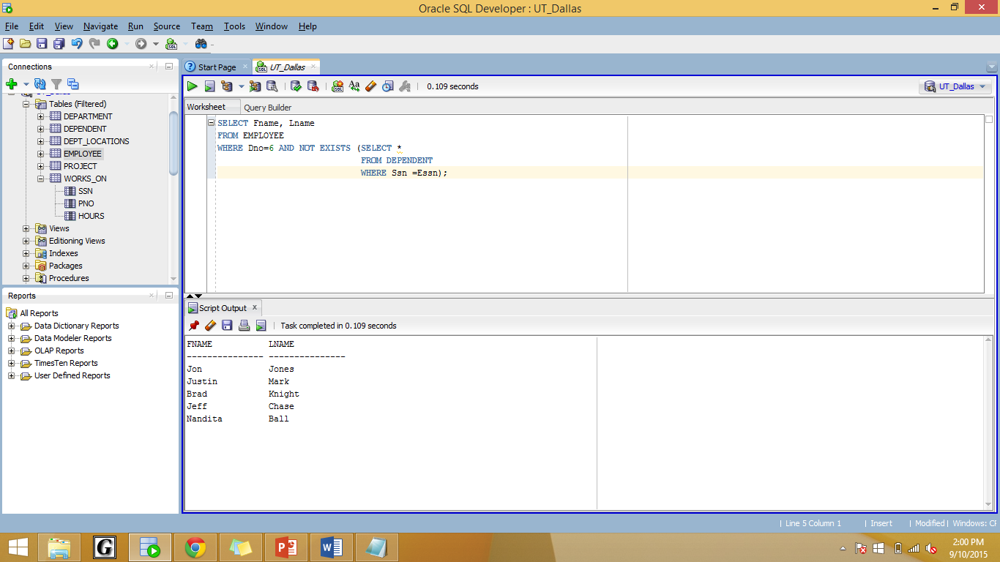 Oracle SQL Developer : UT_Dallas
File Edit View Navigate Run Source Team Tools Window Help
Connections
Tables (Filtered)
DEPARTMENT
DEPENDENT
DEPT_LOCATIONS
EMPLOYEE
PROJECT
WORKS_ON
SSN
PNO
HOURS
Views
Editioning Views
Indexes
Packages
Procedures
Reports
All Reports
Data Dictionary Reports
Data Modeler Reports
OLAP Reports
TimesTen Reports
User Defined Reports
Start Page UT_Dallas
0.109 seconds UT_Dallas
Worksheet Query Builder
SELECT Fname, Lname
FROM EMPLOYEE
WHERE Dno=6 AND NOT EXISTS (SELECT *
FROM DEPENDENT
WHERE Ssn =Essn);
Script Output x
Task completed in 0.109 seconds
FNAME LNAME
--------------- ---------------
Jon Jones
Justin Mark
Brad Knight
Jeff Chase
Nandita Ball
| Line 5 Column 1 | Insert | Modified | Windows: CF
2:00 PM
9/10/2015